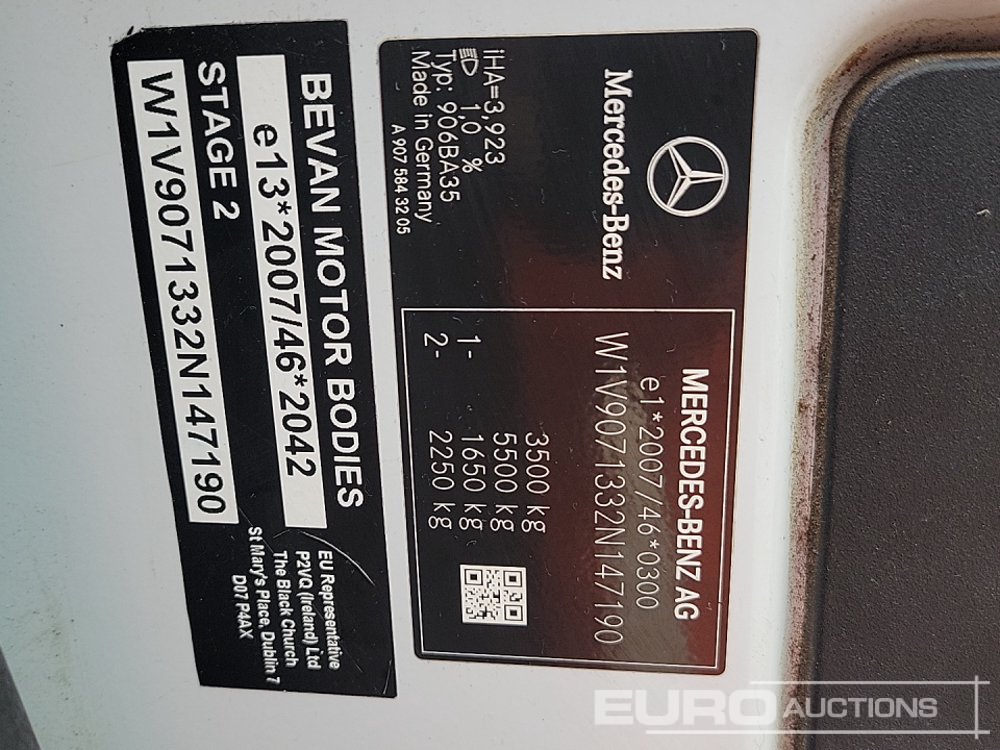 Mercedes-Benz
MERCEDES-BENZ AG
e1*2007/46*0300
W1V9071332N147190
3500 kg
5500 kg
1- 1650 kg
2- 2250 kg
iHA=3,923
1,0 %
Typ: 906BA35
Made in Germany
A 907 584 32 05
BEVAN MOTOR BODIES
e13*2007/46*2042
STAGE 2
W1V9071332N147190
EU Representative
P2VQ (Ireland) Ltd
The Black Church
St Mary's Place, Dublin 7
D07 P4AX
EURO AUCTIONS